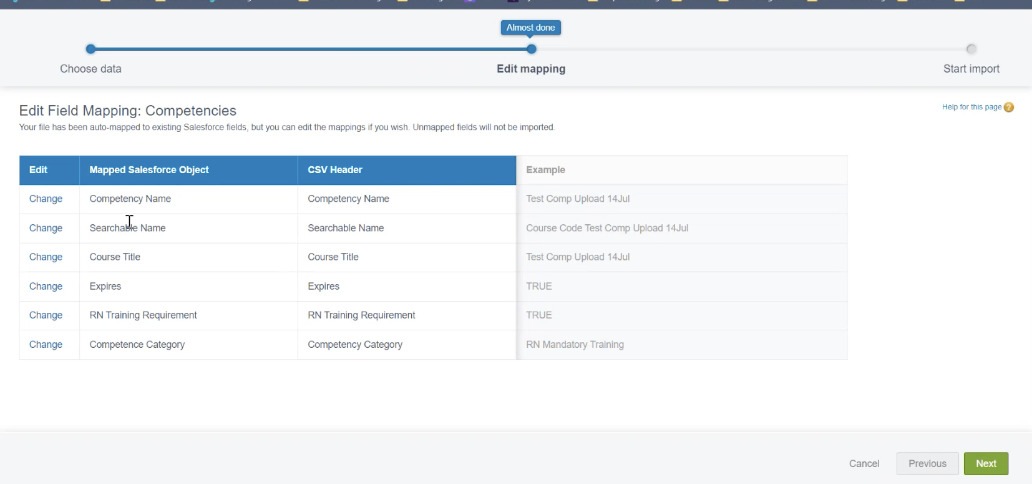 Almost done
Choose data
Edit mapping
Start import
Edit Field Mapping: Competencies
Help for this page ?
Your file has been auto-mapped to existing Salesforce fields, but you can edit the mappings if you wish. Unmapped fields will not be imported.
Edit Mapped Salesforce Object CSV Header Example
Change Competency Name Competency Name Test Comp Upload 14Jul
Change Searchable Name Searchable Name Course Code Test Comp Upload 14Jul
Change Course Title Course Title Test Comp Upload 14Jul
Change Expires Expires TRUE
Change RN Training Requirement RN Training Requirement TRUE
Change Competence Category Competency Category RN Mandatory Training
Cancel Previous Next